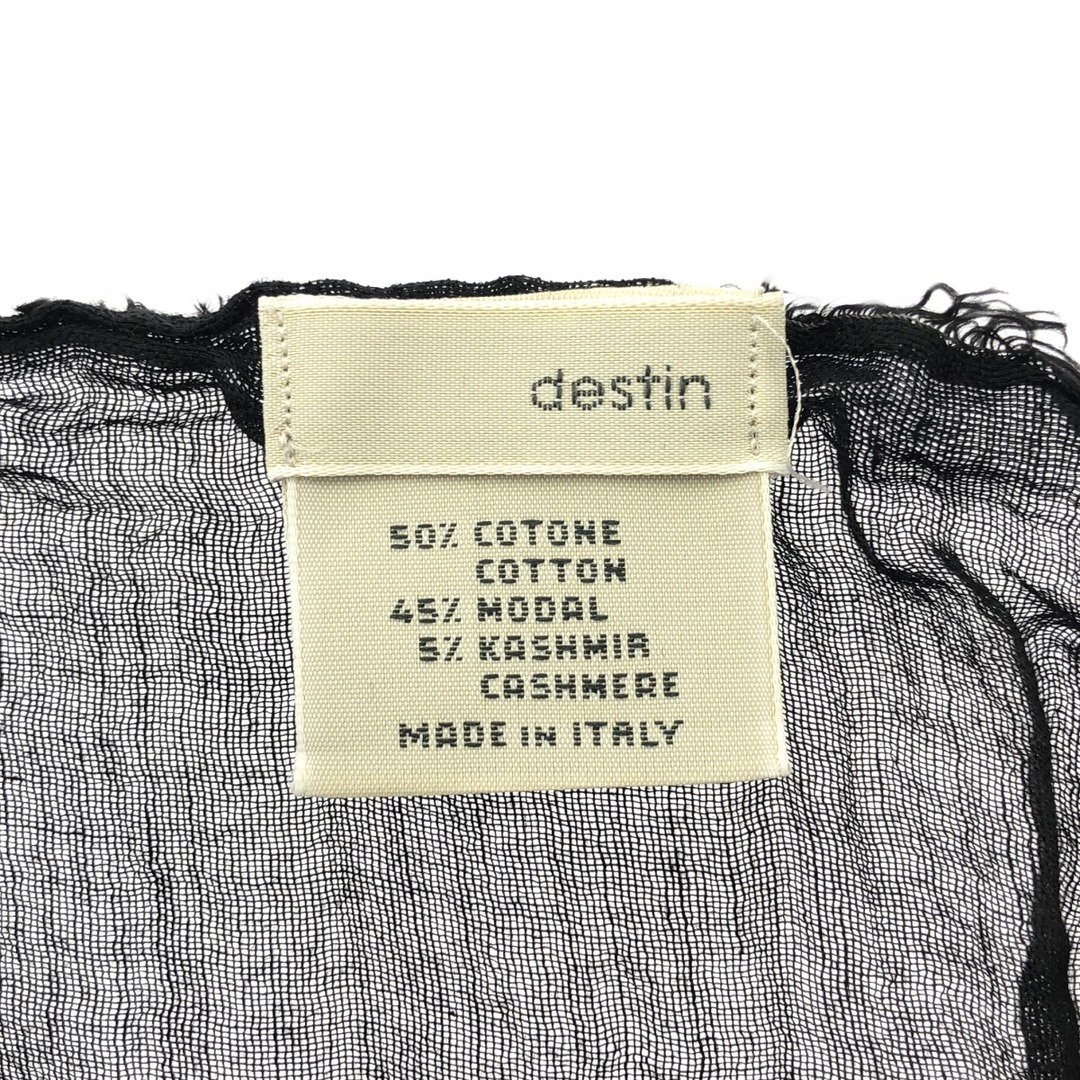 destin
50% COTONE
COTTON
45% MODAL
5% KASHMIR
CASHMERE
MADE IN ITALY